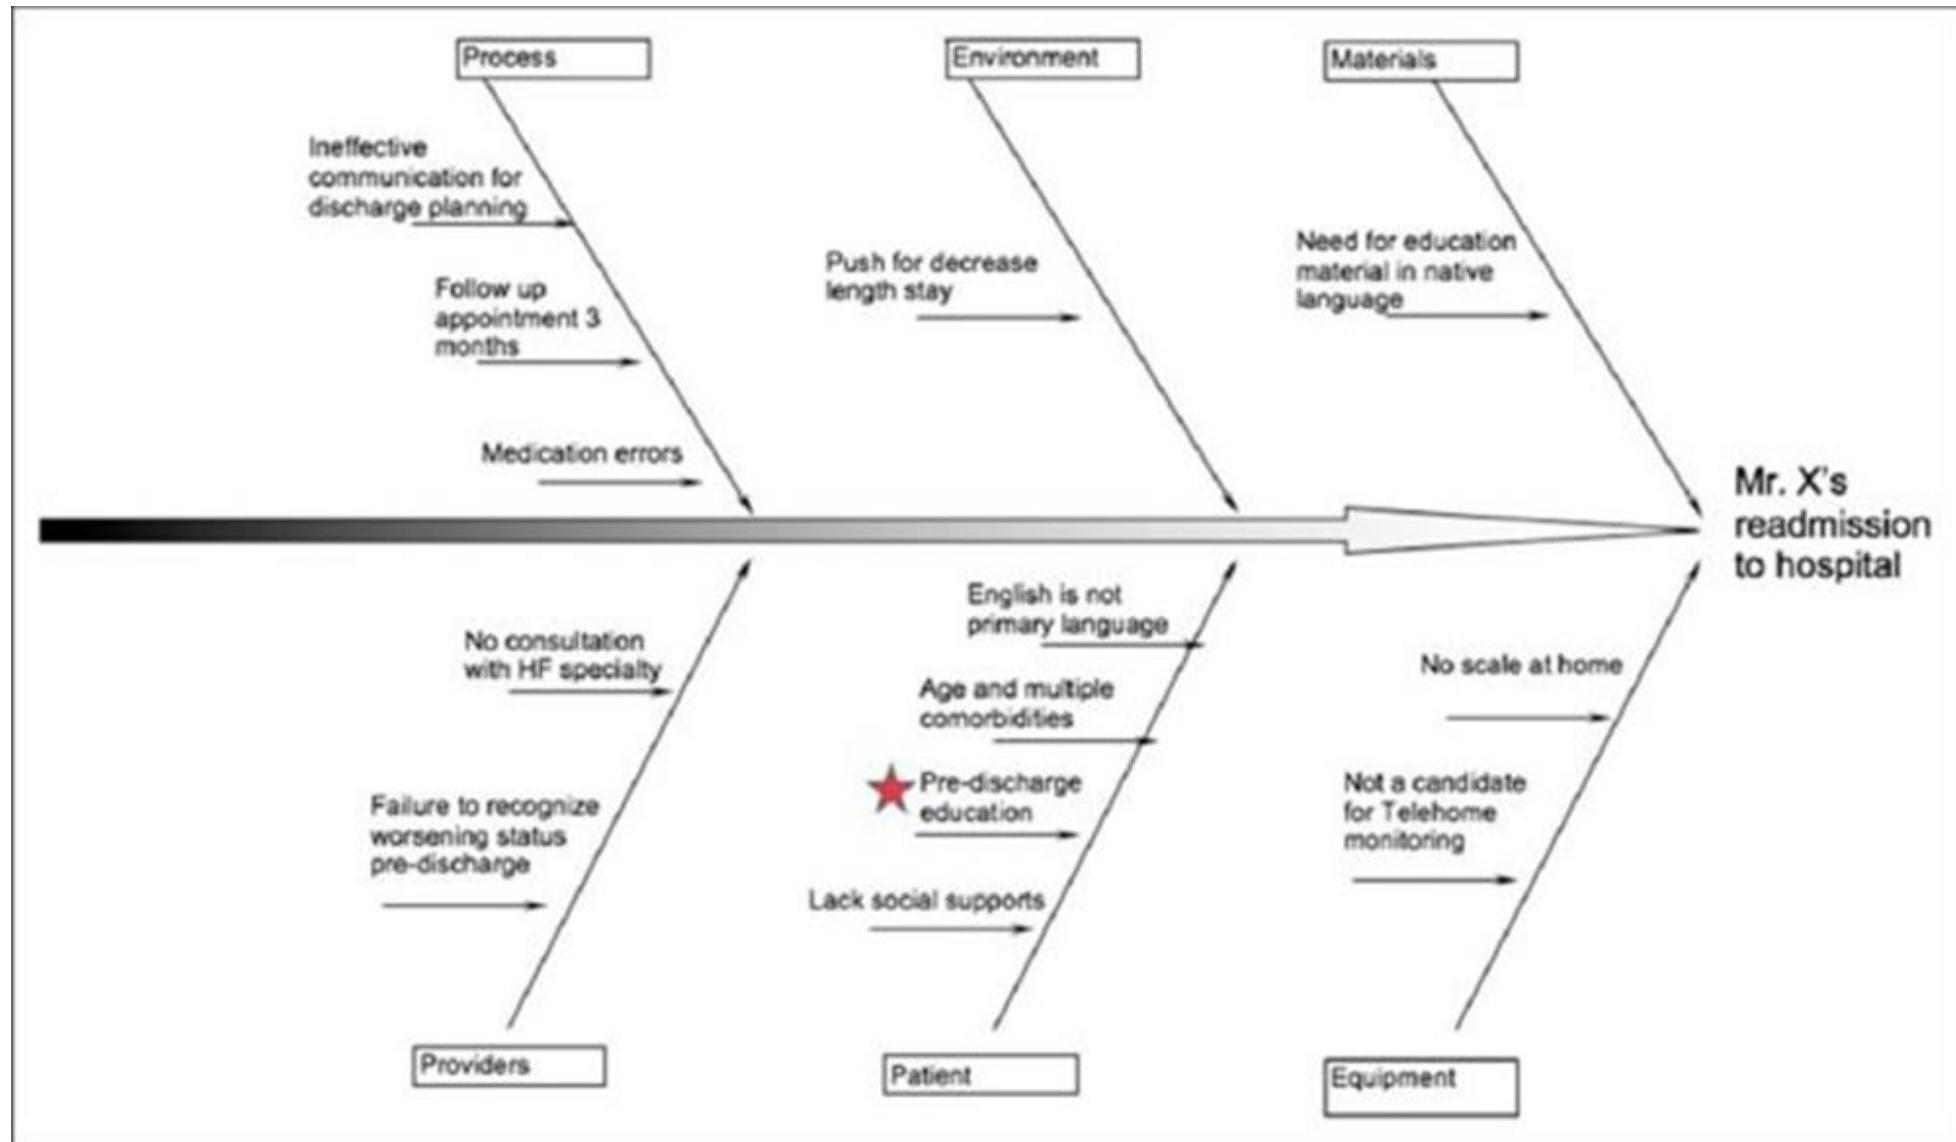 Process
Environment
Materials
Ineffective
communication for
discharge planning
Follow up
appointment 3
months
Medication errors
Push for decrease
length stay
Need for education
material in native
language
Mr. X's
readmission
to hospital
No consultation
with HF specialty
Failure to recognize
worsening status
pre-discharge
English is not
primary language
Age and multiple
comorbidities
Pre-discharge
education
Lack social supports
No scale at home
Not a candidate
for Telehome
monitoring
Providers
Patient
Equipment